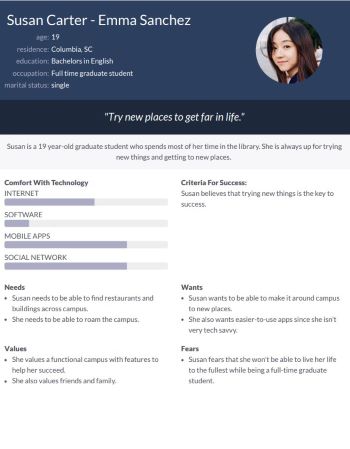 Susan Carter - Emma Sanchez
age: 19
residence: Columbia, SC
education: Bachelors in English
occupation: Full time graduate student
marital status: single
"Try new places to get far in life."
Susan is a 19 year-old graduate student who spends most of her time in the library. She is always up for trying
new things and getting to new places.
Comfort With Technology
INTERNET
SOFTWARE
MOBILE APPS
SOCIAL NETWORK
Criteria For Success:
Susan believes that trying new things is the key to
success.
Needs
• Susan needs to be able to find restaurants and
buildings across campus.
• She needs to be able to roam the campus.
Wants
• Susan wants to be able to make it around campus
to new places.
• She also wants easier-to-use apps since she isn't
very tech savvy.
Values
• She values a functional campus with features to
help her succeed.
• She also values friends and family.
Fears
• Susan fears that she won't be able to live her life
to the fullest while being a full-time graduate
student.